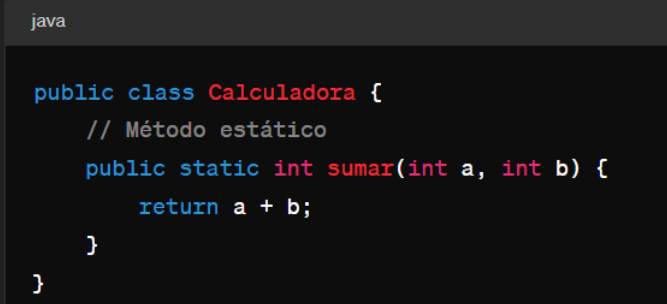 java
public class Calculadora {
    // Método estático
    public static int sumar(int a, int b) {
        return a + b;
    }
}